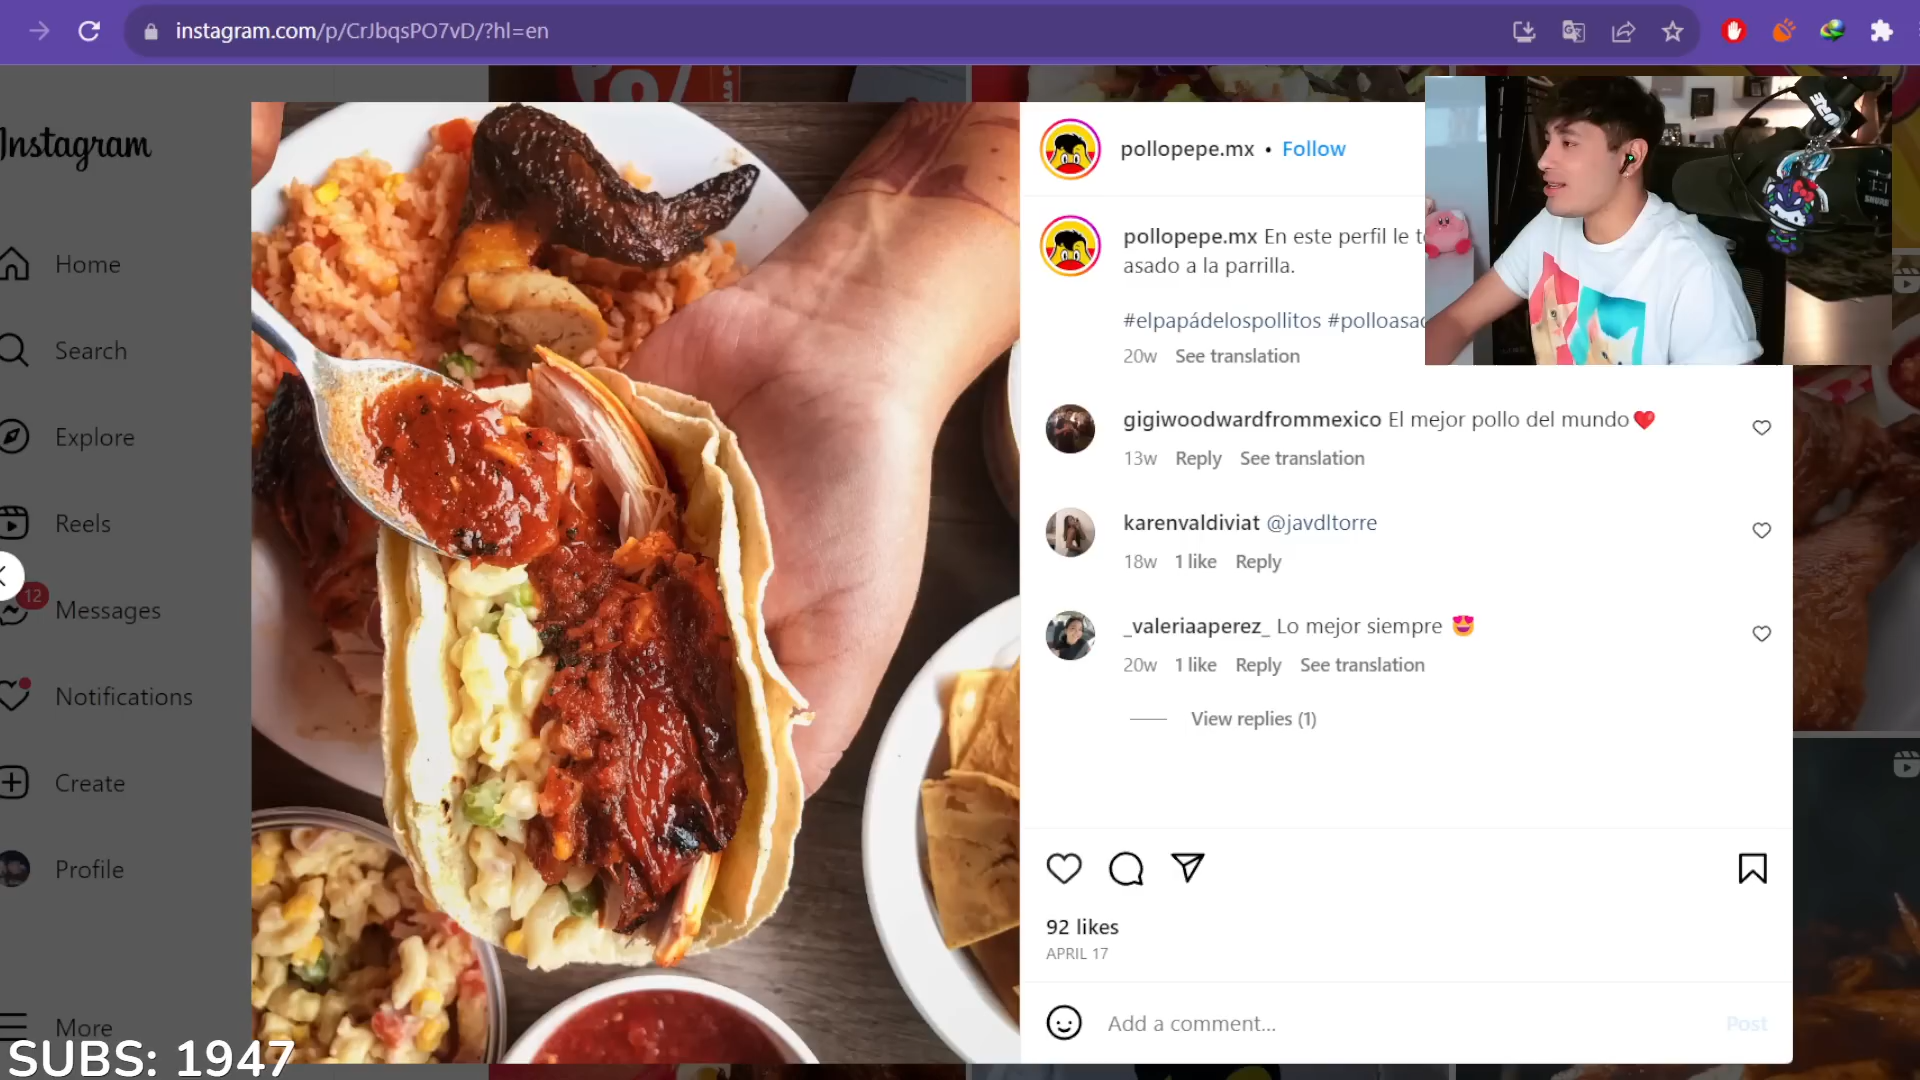 instagram.com/p/CrJbqsPO7vD/?hl=en
Instagram
Home
Search
Explore
Reels
12
Messages
Notifications
Create
Profile
More
SUBS: 1947
pollopepe.mx • Follow
pollopepe.mx En este perfil le
asado a la parrilla.
#elpapádelospollitos
20w See translation
gigiwoodwardfrommexico El mejor pollo del mundo❤️
13w Reply See translation
karenvaldiviat @javdltorre
18w 1 like Reply
_valeriaaperez_ Lo mejor siempre 😍
20w 1 like Reply See translation
View replies (1)
92 likes
APRIL 17
Add a comment...
Post